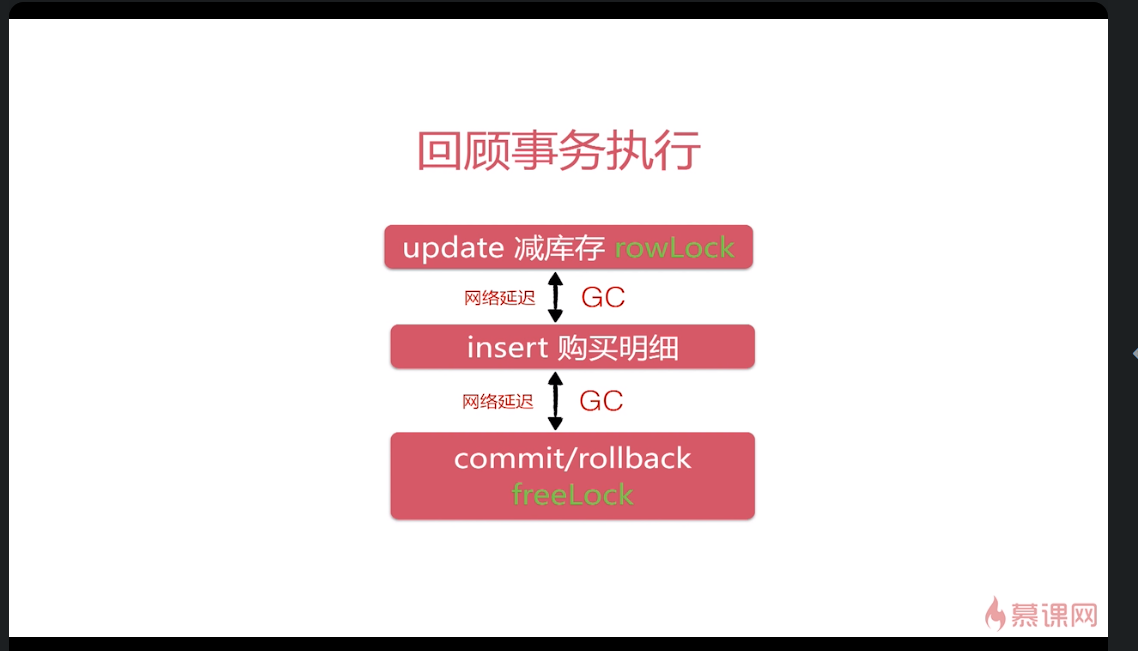 回顾事务执行
update 减库存 rowLock
网络延迟 GC
insert 购买明细
网络延迟 GC
commit/rollback
freeLock
慕课网